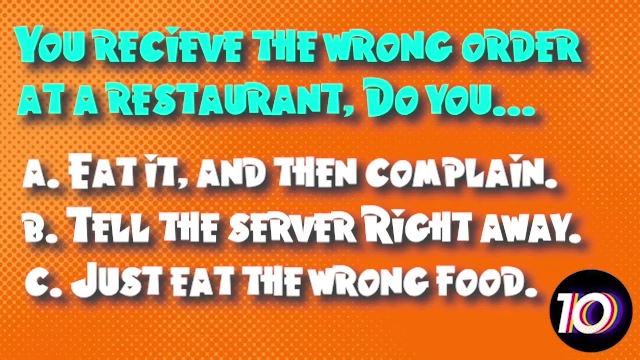 You recieve the wrong order
at a restaurant, Do you...
A. Eat it, and then complain.
B. Tell the server Right away.
C. Just eat the wrong food.
10